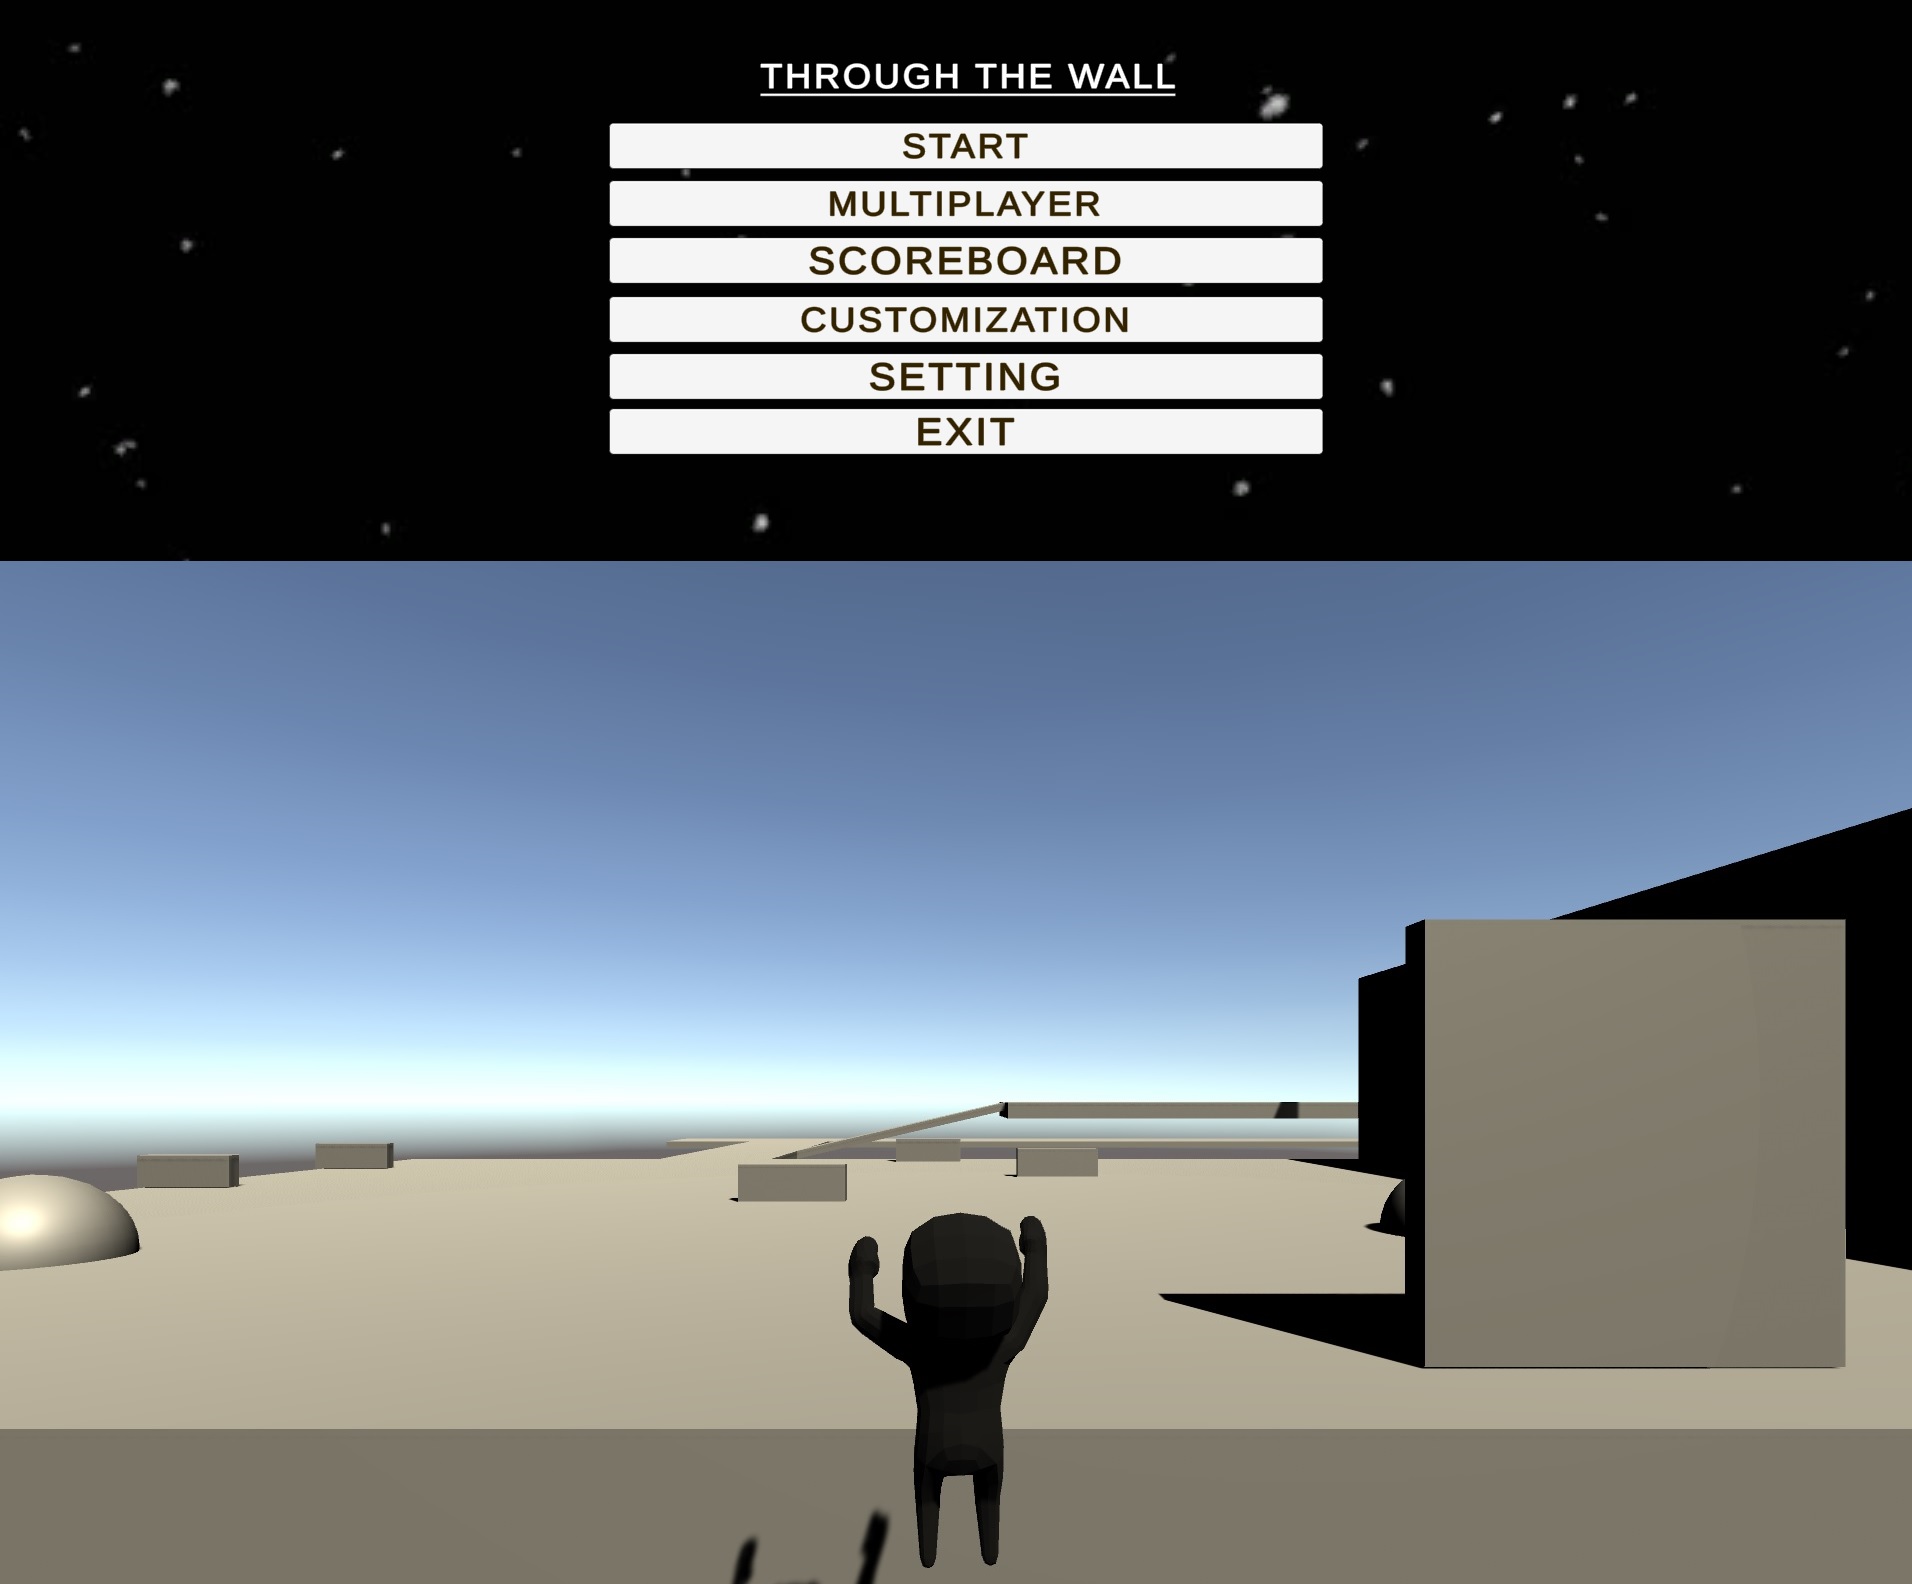 THROUGH THE WALL
START
MULTIPLAYER
SCOREBOARD
CUSTOMIZATION
SETTING
EXIT